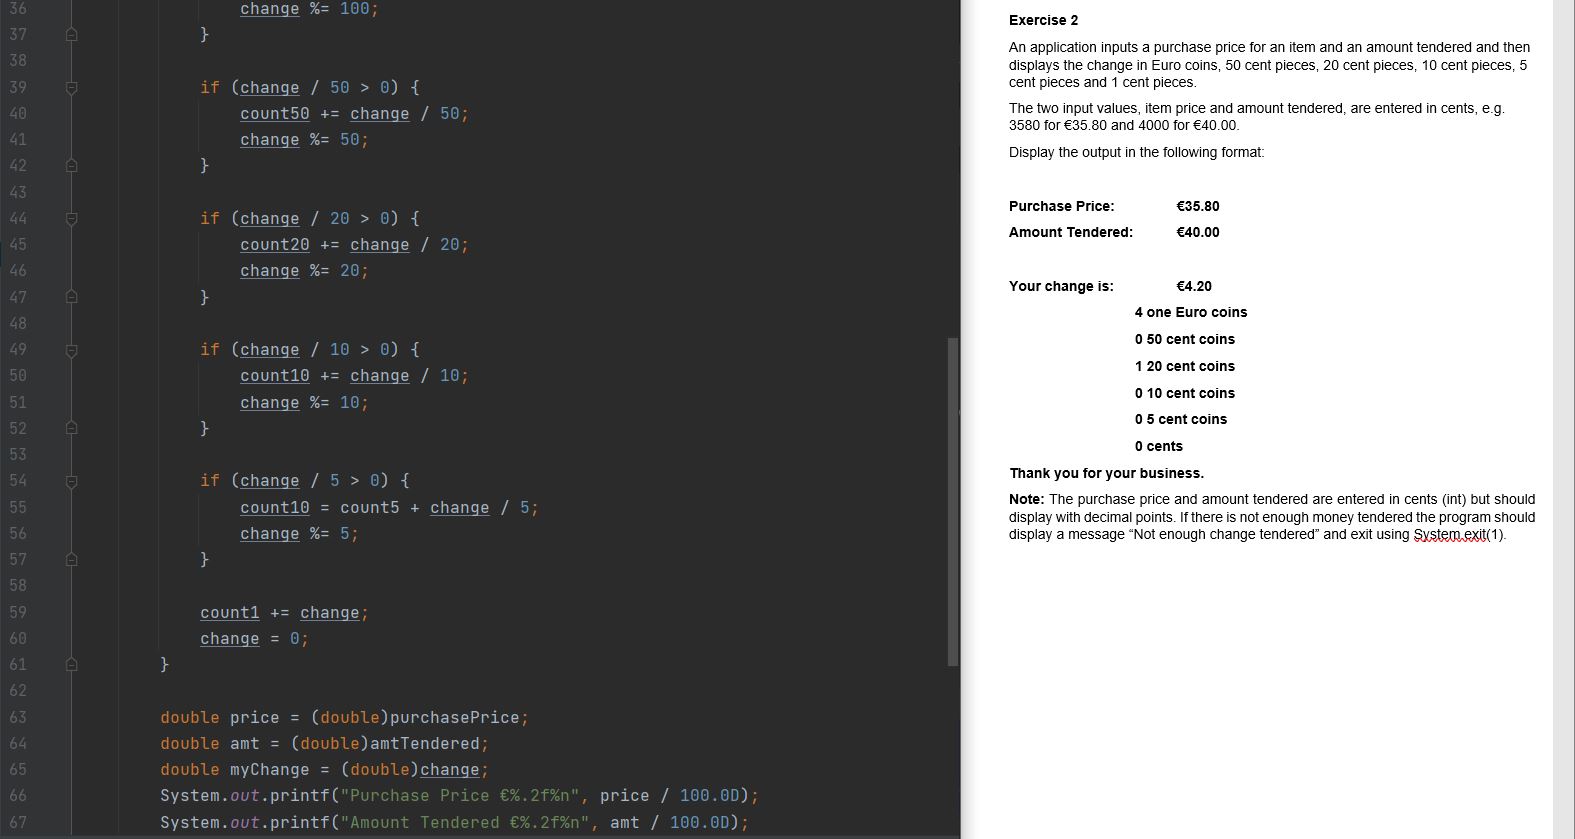 36 change %= 100;
37 }
38
39 if (change / 50 > 0) {
40 count50 += change / 50;
41 change %= 50;
42 }
43
44 if (change / 20 > 0) {
45 count20 += change / 20;
46 change %= 20;
47 }
48
49 if (change / 10 > 0) {
50 count10 += change / 10;
51 change %= 10;
52 }
53
54 if (change / 5 > 0) {
55 count10 = count5 + change / 5;
56 change %= 5;
57 }
58
59 count1 += change;
60 change = 0;
61 }
62
63 double price = (double)purchasePrice;
64 double amt = (double)amtTendered;
65 double myChange = (double)change;
66 System.out.printf("Purchase Price €%.2f%n", price / 100.0D);
67 System.out.printf("Amount Tendered €%.2f%n", amt / 100.0D);
Exercise 2
An application inputs a purchase price for an item and an amount tendered and then
displays the change in Euro coins, 50 cent pieces, 20 cent pieces, 10 cent pieces, 5
cent pieces and 1 cent pieces.
The two input values, item price and amount tendered, are entered in cents, e.g.
3580 for €35.80 and 4000 for €40.00.
Display the output in the following format:
Purchase Price: €35.80
Amount Tendered: €40.00
Your change is: €4.20
4 one Euro coins
0 50 cent coins
1 20 cent coins
0 10 cent coins
0 5 cent coins
0 cents
Thank you for your business.
Note: The purchase price and amount tendered are entered in cents (int) but should
display with decimal points. If there is not enough money tendered the program should
display a message “Not enough change tendered” and exit using System.exit(1).